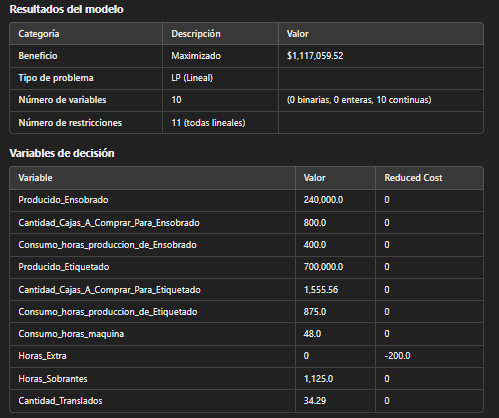 Resultados del modelo
Categoría Descripción Valor
Beneficio Maximizado $1,117,059.52
Tipo de problema LP (Lineal)
Número de variables 10 (0 binarias, 0 enteras, 10 continuas)
Número de restricciones 11 (todas lineales)
Variables de decisión
Variable Valor Reduced Cost
Producido_Ensobrado 240,000.0 0
Cantidad_Cajas_A_Comprar_Para_Ensobrado 800.0 0
Consumo_horas_produccion_de_Ensobrado 400.0 0
Producido_Etiquetado 700,000.0 0
Cantidad_Cajas_A_Comprar_Para_Etiquetado 1,555.56 0
Consumo_horas_produccion_de_Etiquetado 875.0 0
Consumo_horas_maquina 48.0 0
Horas_Extra 0 -200.0
Horas_Sobrantes 1,125.0 0
Cantidad_Translados 34.29 0